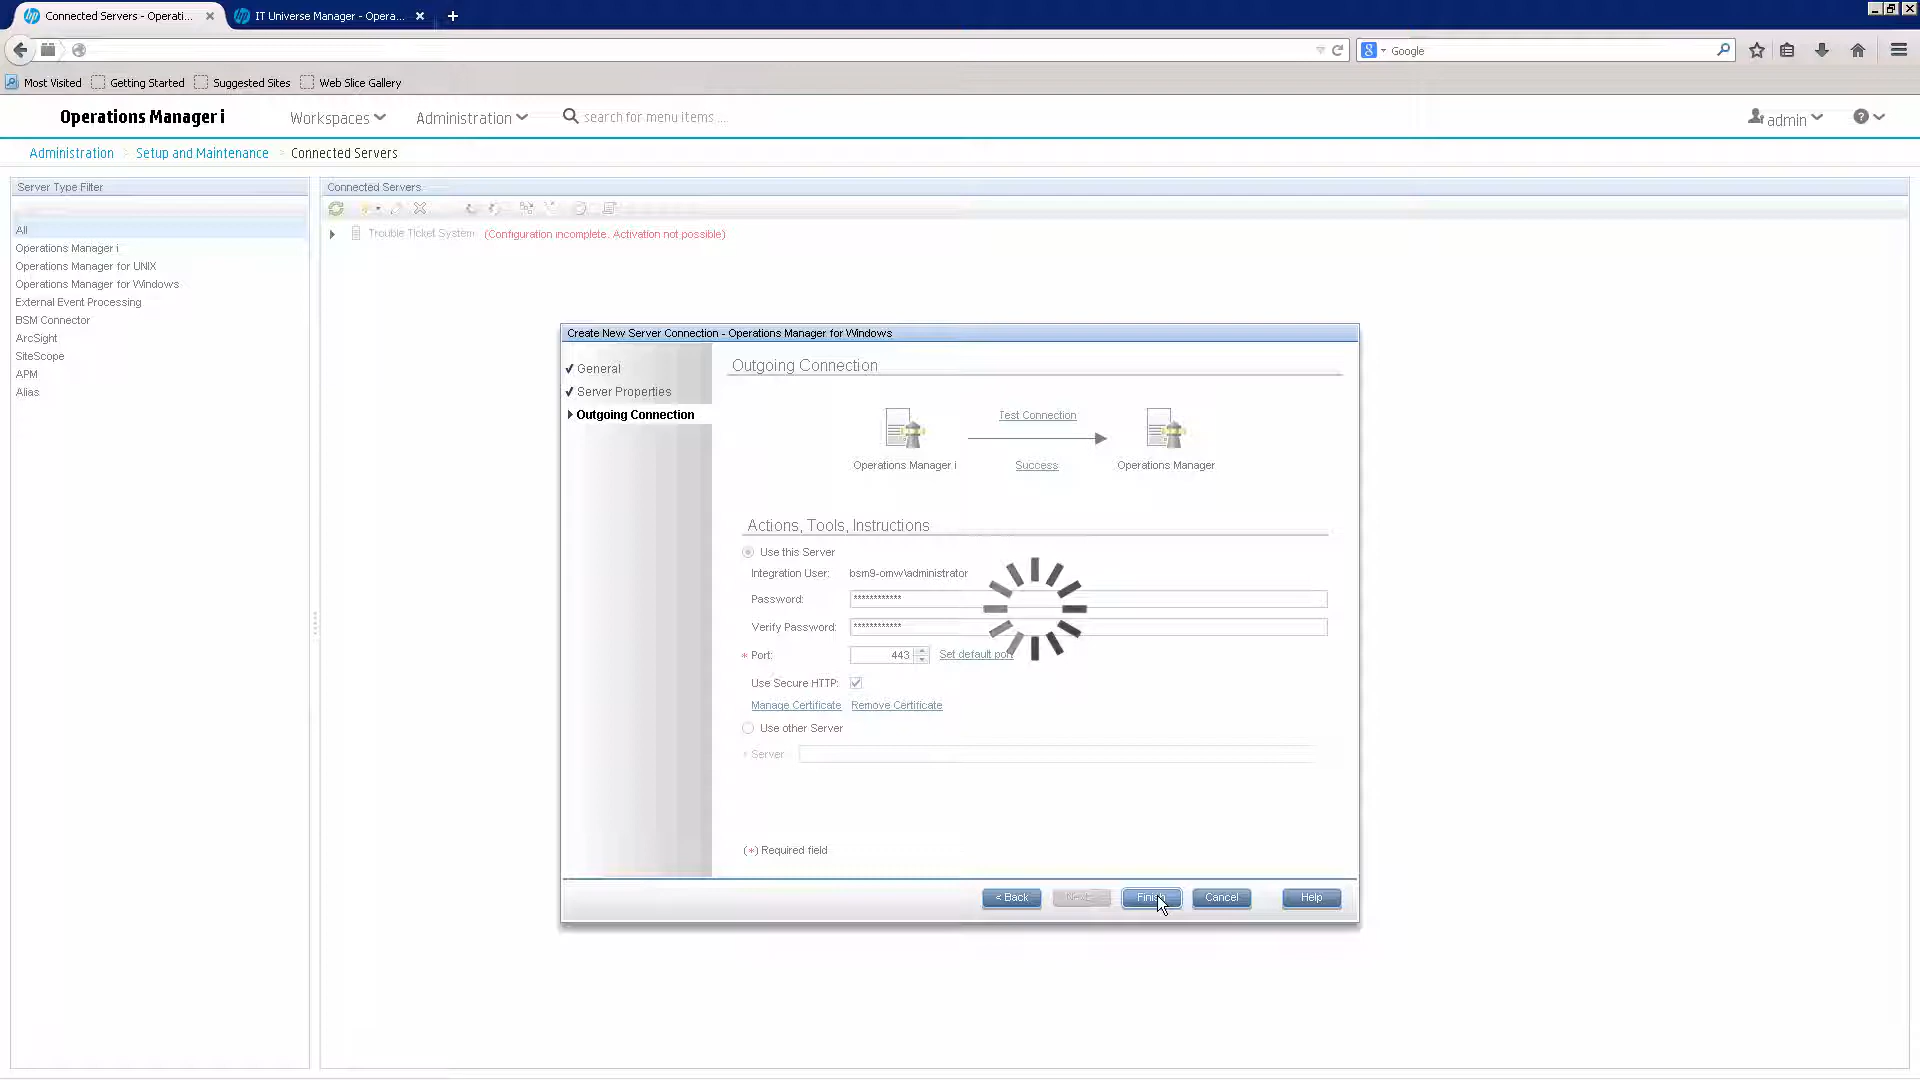 Connected Servers - Operati...
IT Universe Manager - Opera...
Google
Most Visited
Getting Started
Suggested Sites
Web Slice Gallery
Operations Manager i
Workspaces
Administration
search for menu items ...
admin
Administration
Setup and Maintenance
Connected Servers
Server Type Filter
Connected Servers
All
Operations Manager i
Operations Manager for UNIX
Operations Manager for Windows
External Event Processing
BSM Connector
ArcSight
SiteScope
APM
Alias
Trouble Ticket System (Configuration incomplete. Activation not possible)
Create New Server Connection - Operations Manager for Windows
General
Server Properties
Outgoing Connection
Outgoing Connection
Test Connection
Operations Manager i
Success
Operations Manager
Actions, Tools, Instructions
Use this Server
Integration User: bsm9-omw\administrator
Password: ************
Verify Password: ************
* Port: 443 Set default port
Use Secure HTTP:
Manage Certificate Remove Certificate
Use other Server
* Server
(*) Required field
< Back
Finish
Cancel
Help